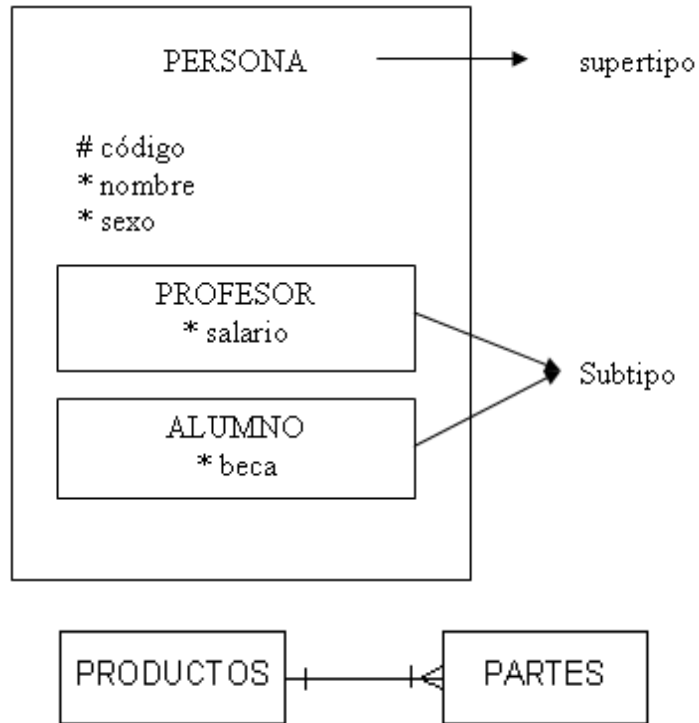 PERSONA
supertipo
# código
* nombre
* sexo
PROFESOR
* salario
Subtipo
ALUMNO
* beca
PRODUCTOS
PARTES